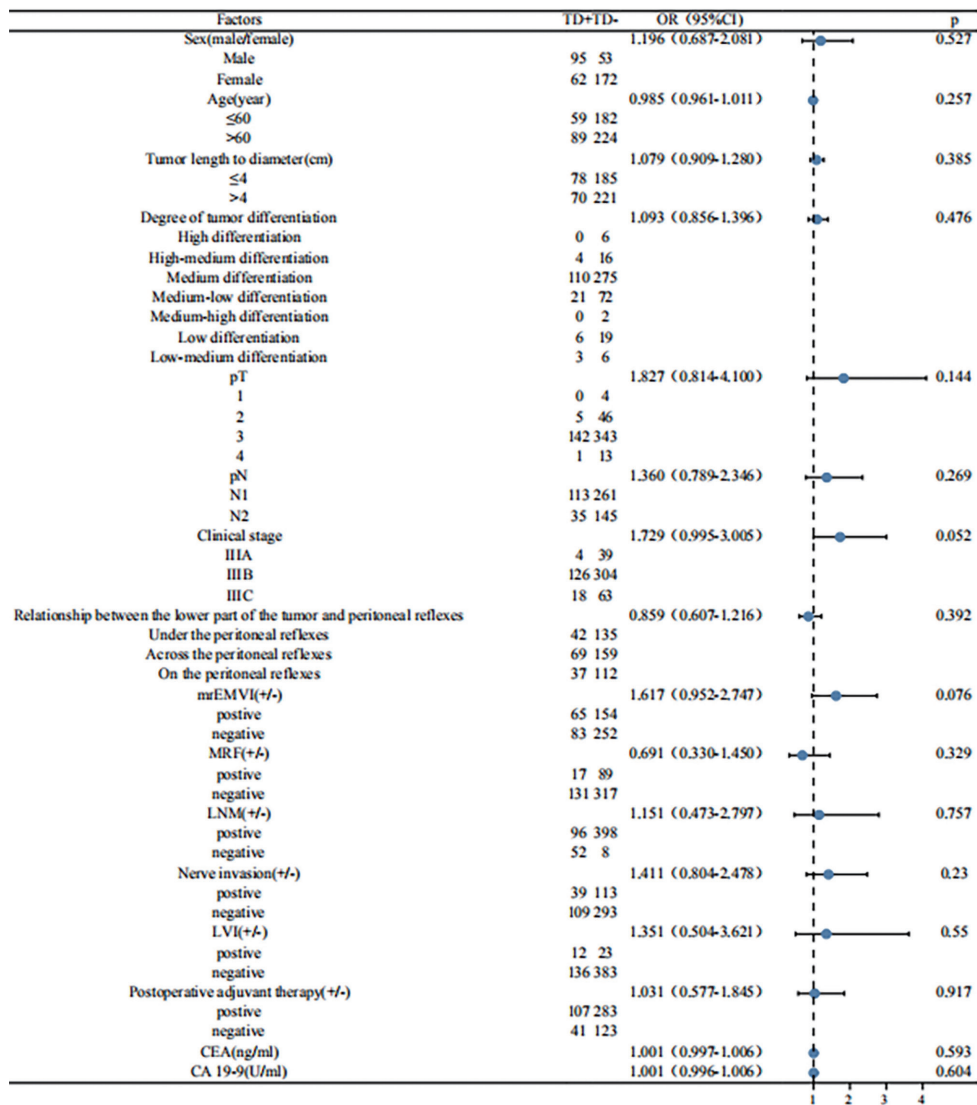 Factors TD+TD- OR (95%CI) p
Sex(male/female) 1.196 (0.687-2.081) 0.527
Male 95 53
Female 62 172
Age(year) 0.985 (0.961-1.011) 0.257
≤60 59 182
>60 89 224
Tumor length to diameter(cm) 1.079 (0.909-1.280) 0.385
≤4 78 185
>4 70 221
Degree of tumor differentiation 1.093 (0.856-1.396) 0.476
High differentiation 0 6
High-medium differentiation 4 16
Medium differentiation 110 275
Medium-low differentiation 21 72
Medium-high differentiation 0 2
Low differentiation 6 19
Low-medium differentiation 3 6
pT 1.827 (0.814-4.100) 0.144
1 0 4
2 5 46
3 142 343
4 1 13
pN 1.360 (0.789-2.346) 0.269
N1 113 261
N2 35 145
Clinical stage 1.729 (0.995-3.005) 0.052
IIIA 4 39
IIIB 126 304
IIIC 18 63
Relationship between the lower part of the tumor and peritoneal reflexes 0.859 (0.607-1.216) 0.392
Under the peritoneal reflexes 42 135
Across the peritoneal reflexes 69 159
On the peritoneal reflexes 37 112
mrEMVI(+/-) 1.617 (0.952-2.747) 0.076
postive 65 154
negative 83 252
MRF(+/-) 0.691 (0.330-1.450) 0.329
postive 17 89
negative 131 317
LNM(+/-) 1.151 (0.473-2.797) 0.757
postive 96 398
negative 52 8
Nerve invasion(+/-) 1.411 (0.804-2.478) 0.23
postive 39 113
negative 109 293
LVI(+/-) 1.351 (0.504-3.621) 0.55
postive 12 23
negative 136 383
Postoperative adjuvant therapy(+/-) 1.031 (0.577-1.845) 0.917
postive 107 283
negative 41 123
CEA(ng/ml) 1.001 (0.997-1.006) 0.593
CA 19-9(U/ml) 1.001 (0.996-1.006) 0.604
1 2 3 4